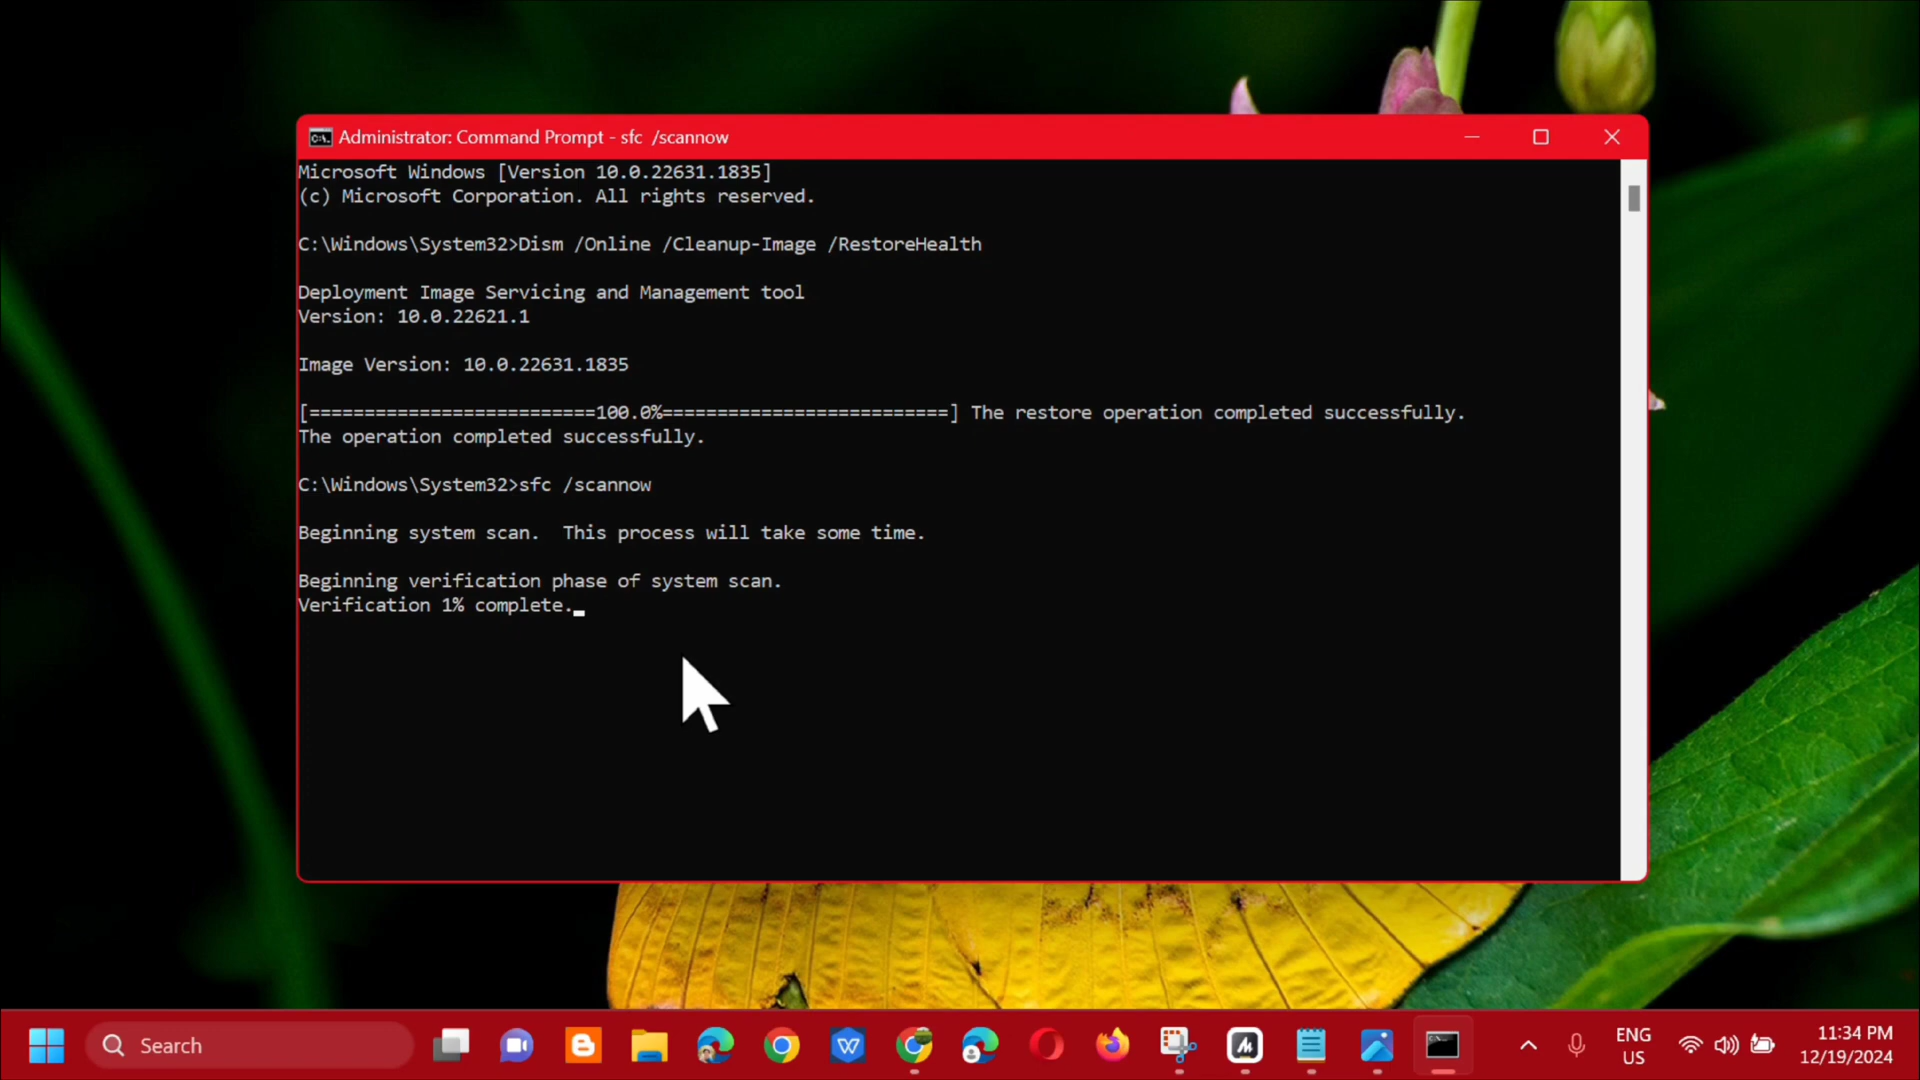 Administrator: Command Prompt - sfc  /scannow
Microsoft Windows [Version 10.0.22631.1835]
(c) Microsoft Corporation. All rights reserved.
C:\Windows\System32>Dism /Online /Cleanup-Image /RestoreHealth
Deployment Image Servicing and Management tool
Version: 10.0.22621.1
Image Version: 10.0.22631.1835
[==========================100.0%==========================] The restore operation completed successfully.
The operation completed successfully.
C:\Windows\System32>sfc /scannow
Beginning system scan.  This process will take some time.
Beginning verification phase of system scan.
Verification 1% complete.
Search
ENG
US
11:34 PM
12/19/2024